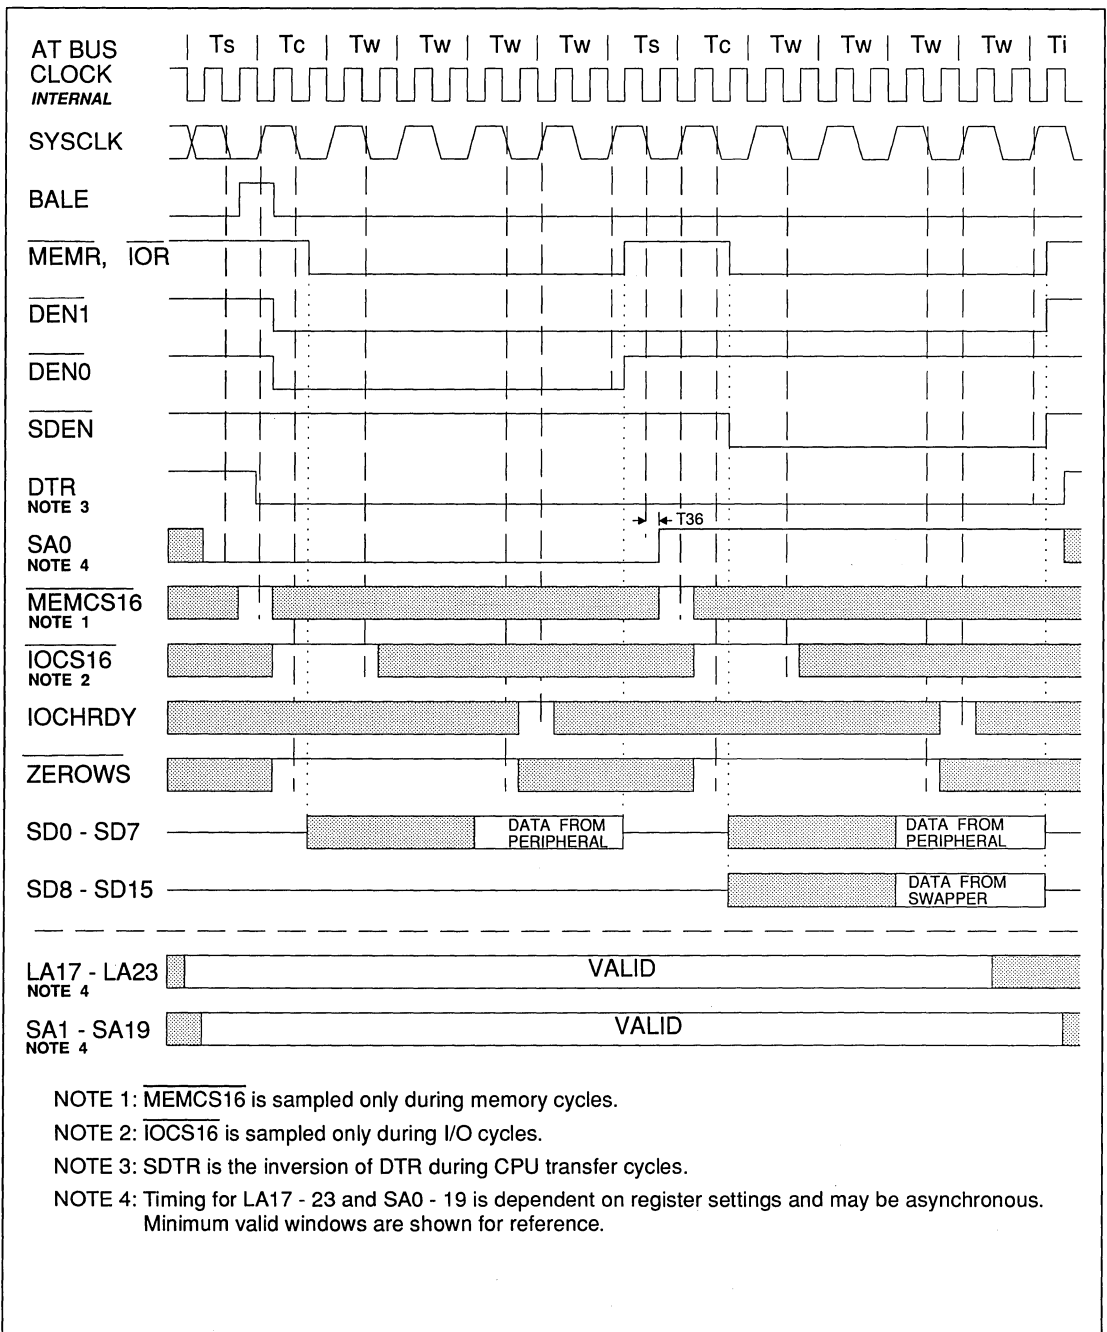 AT BUS CLOCK INTERNAL
Ts Tc Tw Tw Tw Tw Ts Tc Tw Tw Tw Tw Ti
SYSCLK
BALE
MEMR, IOR
DEN1
DEN0
SDEN
DTR
NOTE 3
T36
SA0
NOTE 4
MEMCS16
NOTE 1
IOCS16
NOTE 2
IOCHRDY
ZEROWS
SD0 - SD7
DATA FROM PERIPHERAL
DATA FROM PERIPHERAL
SD8 - SD15
DATA FROM SWAPPER
LA17 - LA23
NOTE 4
VALID
SA1 - SA19
NOTE 4
VALID
NOTE 1: MEMCS16 is sampled only during memory cycles.
NOTE 2: IOCS16 is sampled only during I/O cycles.
NOTE 3: SDTR is the inversion of DTR during CPU transfer cycles.
NOTE 4: Timing for LA17 - 23 and SA0 - 19 is dependent on register settings and may be asynchronous.
Minimum valid windows are shown for reference.